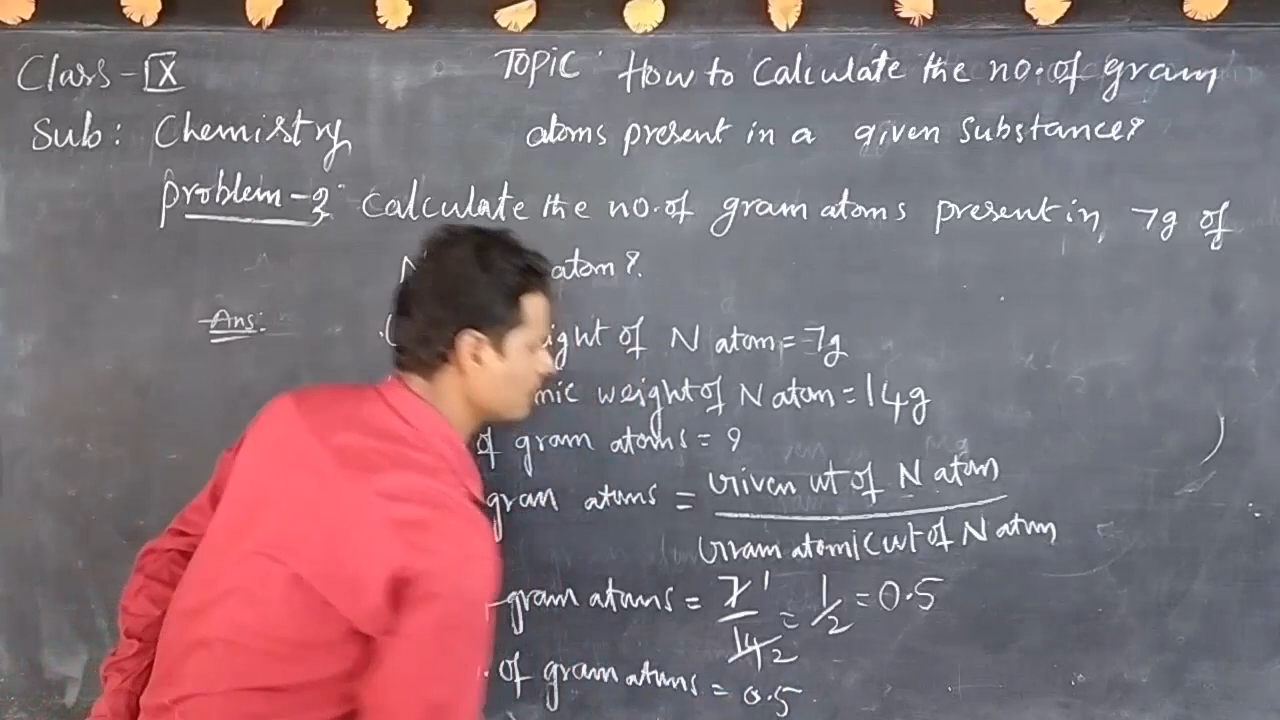 Class - IX
TOPIC : How to Calculate the no. of gram
Sub : Chemistry
atoms present in a given substance?
problem-3: Calculate the no. of gram atoms present in, 7g of
atom?
Ans:
of N atom = 7g
weight of N atom = 14g
of gram atoms = ?
gram atoms = Given wt of N atom
Gram atomic wt of N atom
gram atoms = 7 1 / 14 2 = 1/2 = 0.5
of gram atoms = 0.5